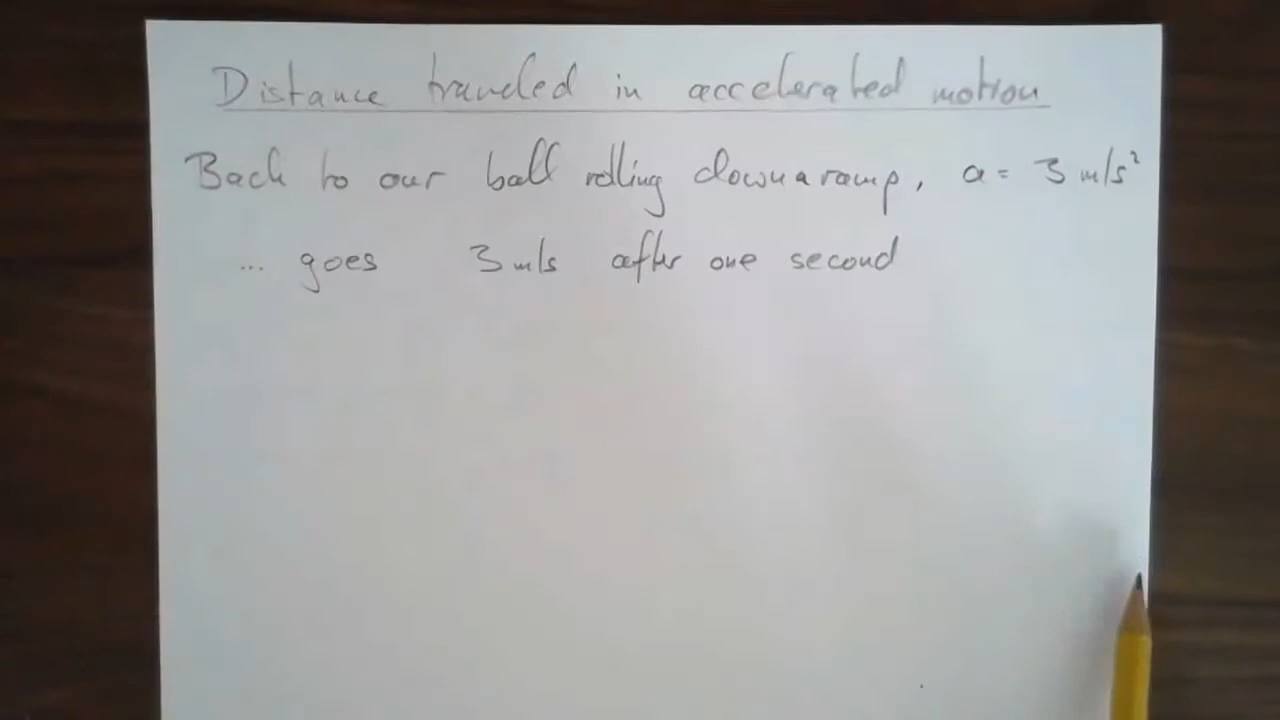 Distance traveled in accelerated motion
Back to our ball rolling down a ramp, a = 3 m/s²
... goes 3 m/s after one second